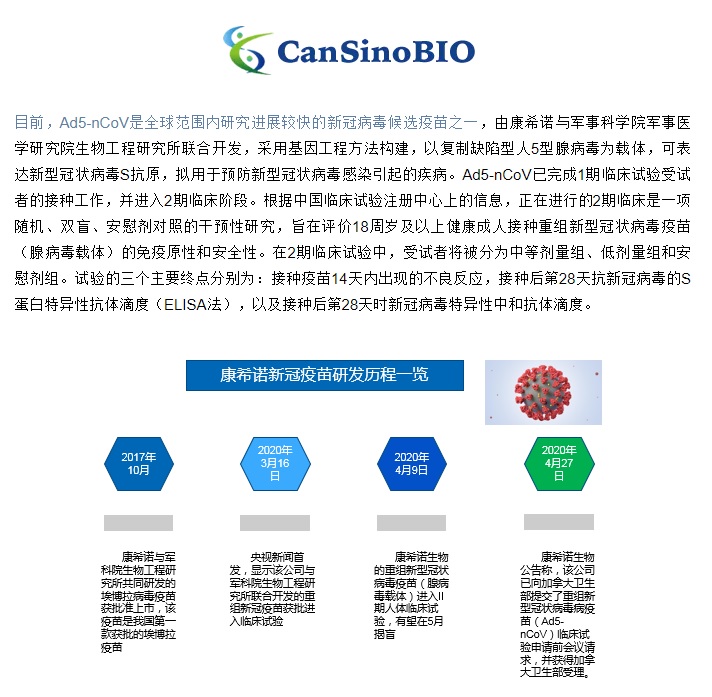 CanSinoBIO
目前，Ad5-nCoV是全球范围内研究进展较快的新冠病毒候选疫苗之一，由康希诺与军事科学院军事医
学研究院生物工程研究所联合开发，采用基因工程方法构建，以复制缺陷型人5型腺病毒为载体，可表
达新型冠状病毒S抗原，拟用于预防新型冠状病毒感染引起的疾病。Ad5-nCoV已完成1期临床试验受试
者的接种工作，并进入2期临床阶段。根据中国临床试验注册中心上的信息，正在进行的2期临床是一项
随机、双盲、安慰剂对照的干预性研究，旨在评价18周岁及以上健康成人接种重组新型冠状病毒疫苗
（腺病毒载体）的免疫原性和安全性。在2期临床试验中，受试者将被分为中等剂量组、低剂量组和安
慰剂组。试验的三个主要终点分别为：接种疫苗14天内出现的不良反应，接种后第28天抗新冠病毒的S
蛋白特异性抗体滴度（ELISA法），以及接种后第28天时新冠病毒特异性中和抗体滴度。
康希诺新冠疫苗研发历程一览
2017年
10月
2020年
3月16
日
2020年
4月9日
2020年
4月27
日
康希诺与军
科院生物工程研
究所共同研发的
埃博拉病毒疫苗
获批准上市，该
疫苗是我国第一
款获批的埃博拉
疫苗
央视新闻首
发，显示该公司与
军科院生物工程研
究所联合开发的重
组新冠疫苗获批进
入临床试验
康希诺生物
的重组新型冠状
病毒疫苗（腺病
毒载体）进入II
期人体临床试
验，有望在5月
揭盲
康希诺生物
公告称，该公司
已向加拿大卫生
部提交了重组新
型冠状病毒病疫
苗（Ad5-
nCoV）临床试
验申请前会议请
求，并获得加拿
大卫生部受理。